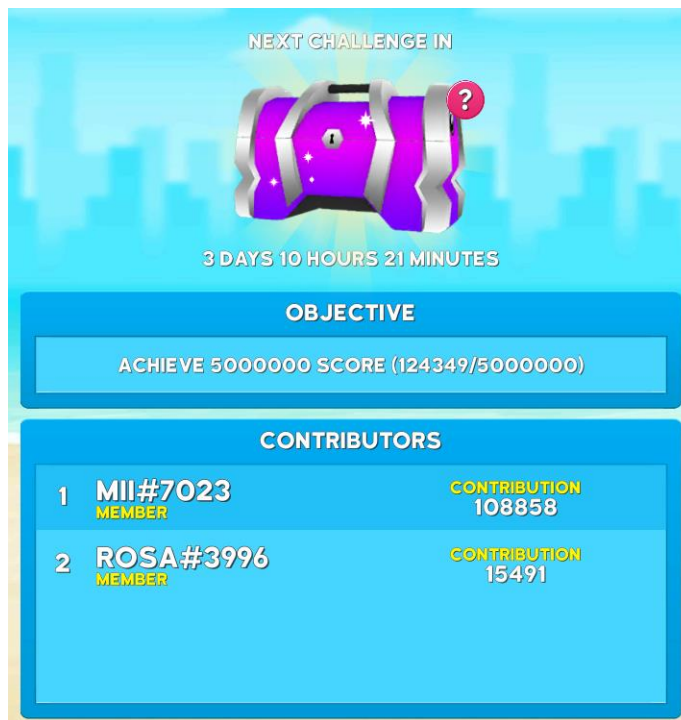 NEXT CHALLENGE IN
?
3 DAYS 10 HOURS 21 MINUTES
OBJECTIVE
ACHIEVE 5000000 SCORE (124349/5000000)
CONTRIBUTORS
1 MII#7023 CONTRIBUTION
MEMBER 108858
2 ROSA#3996 CONTRIBUTION
MEMBER 15491